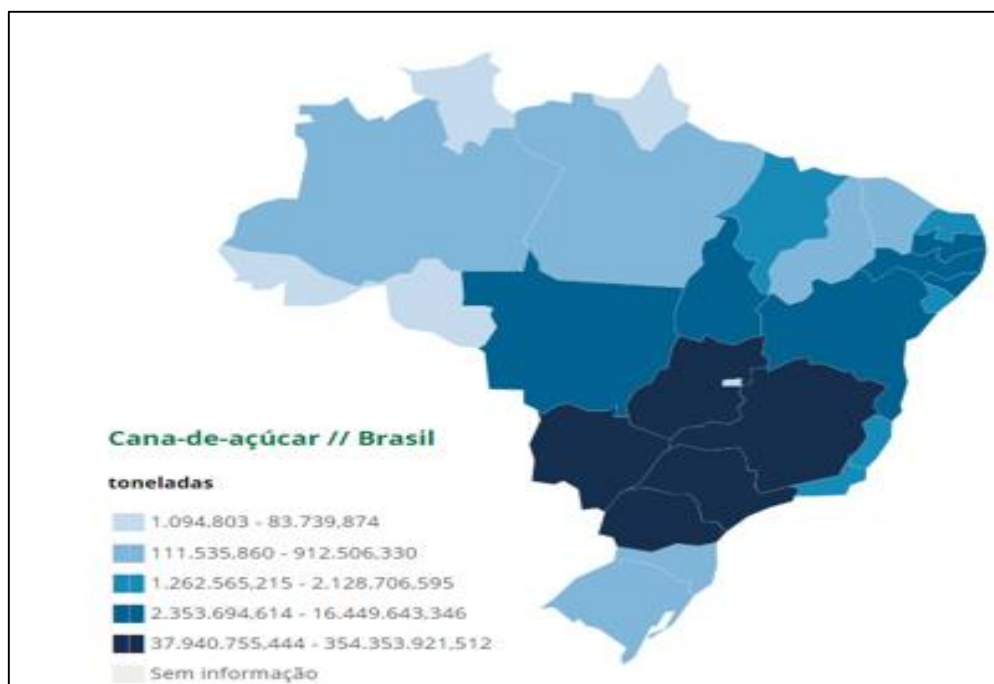 Cana-de-açúcar // Brasil
toneladas
1.094.803 - 83.739,874
111.535,860 - 912.506,330
1.262.565,215 - 2.128.706,595
2.353.694,614 - 16.449.643,346
37.940.755,444 - 354.353.921,512
Sem informação